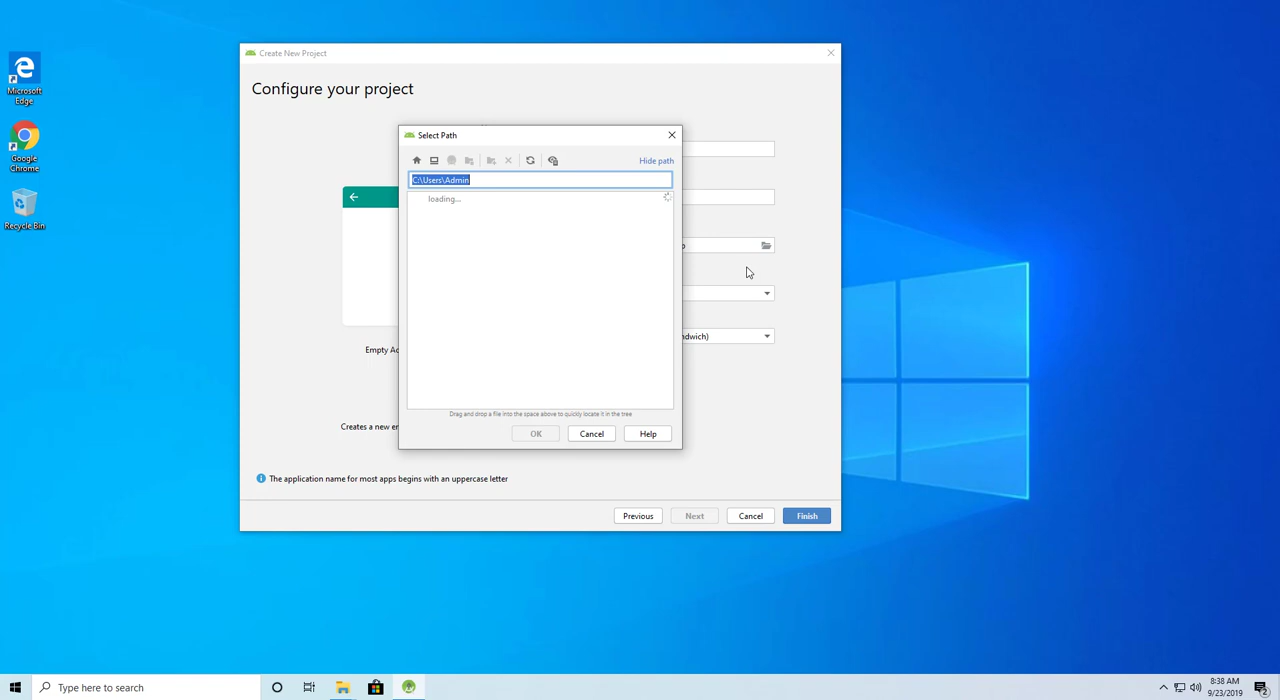 Create New Project
Configure your project
Select Path
Hide path
C:\Users\Admin
loading...
Drag and drop a file into the space above to quickly locate it in the tree
OK
Cancel
Help
Empty Ac
Creates a new e
ndwich)
The application name for most apps begins with an uppercase letter
Previous
Next
Cancel
Finish
Microsoft
Edge
Google
Chrome
Recycle Bin
Type here to search
8:38 AM
9/23/2019
2